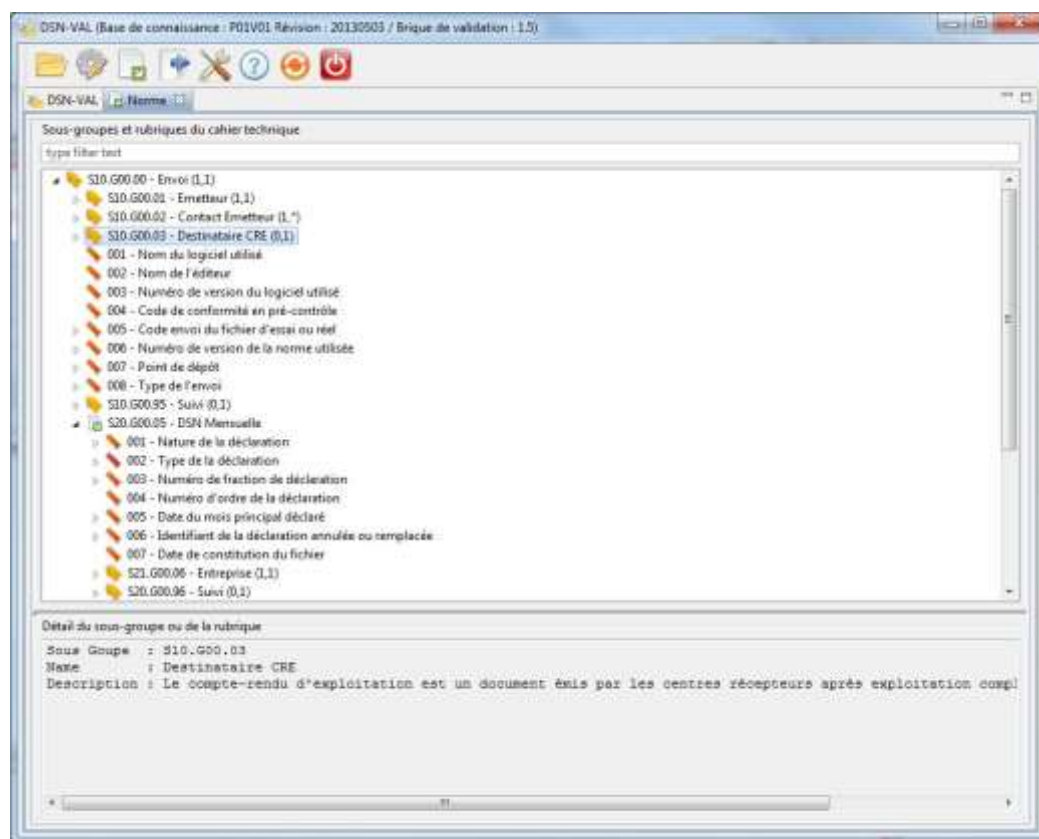 DSN-VAL (Base de connaissance : P01V01 Révision : 20130503 / Brique de validation : 1.5)
DSN-VAL Norme
Sous-groupes et rubriques du cahier technique
type filter text
S10.G00.00 - Envoi (1,1)
S10.G00.01 - Emetteur (1,1)
S10.G00.02 - Contact Emetteur (1,*)
S10.G00.03 - Destinataire CRE (0,1)
001 - Nom du logiciel utilisé
002 - Nom de l'éditeur
003 - Numéro de version du logiciel utilisé
004 - Code de conformité en pré-contrôle
005 - Code envoi du fichier d'essai ou réel
006 - Numéro de version de la norme utilisée
007 - Point de dépôt
008 - Type de l'envoi
S10.G00.95 - Suivi (0,1)
S20.G00.05 - DSN Mensuelle
001 - Nature de la déclaration
002 - Type de la déclaration
003 - Numéro de fraction de déclaration
004 - Numéro d'ordre de la déclaration
005 - Date du mois principal déclaré
006 - Identifiant de la déclaration annulée ou remplacée
007 - Date de constitution du fichier
S21.G00.06 - Entreprise (1,1)
S20.G00.96 - Suivi (0,1)
Détail du sous-groupe ou de la rubrique
Sous Goupe : S10.G00.03
Name : Destinataire CRE
Description : Le compte-rendu d'exploitation est un document émis par les centres récepteurs après exploitation compl